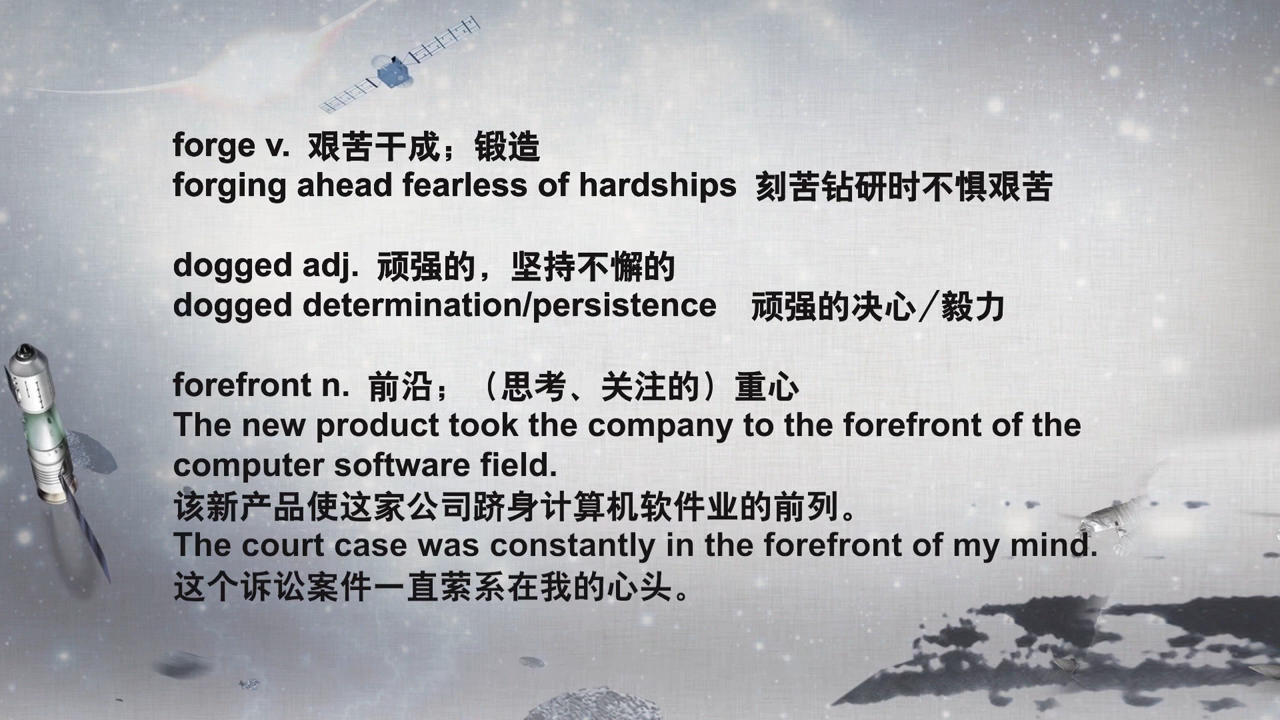 forge v. 艰苦干成；锻造
forging ahead fearless of hardships 刻苦钻研时不惧艰苦
dogged adj. 顽强的，坚持不懈的
dogged determination/persistence 顽强的决心/毅力
forefront n. 前沿；（思考、关注的）重心
The new product took the company to the forefront of the
computer software field.
该新产品使这家公司跻身计算机软件业的前列。
The court case was constantly in the forefront of my mind.
这个诉讼案件一直萦系在我的心头。